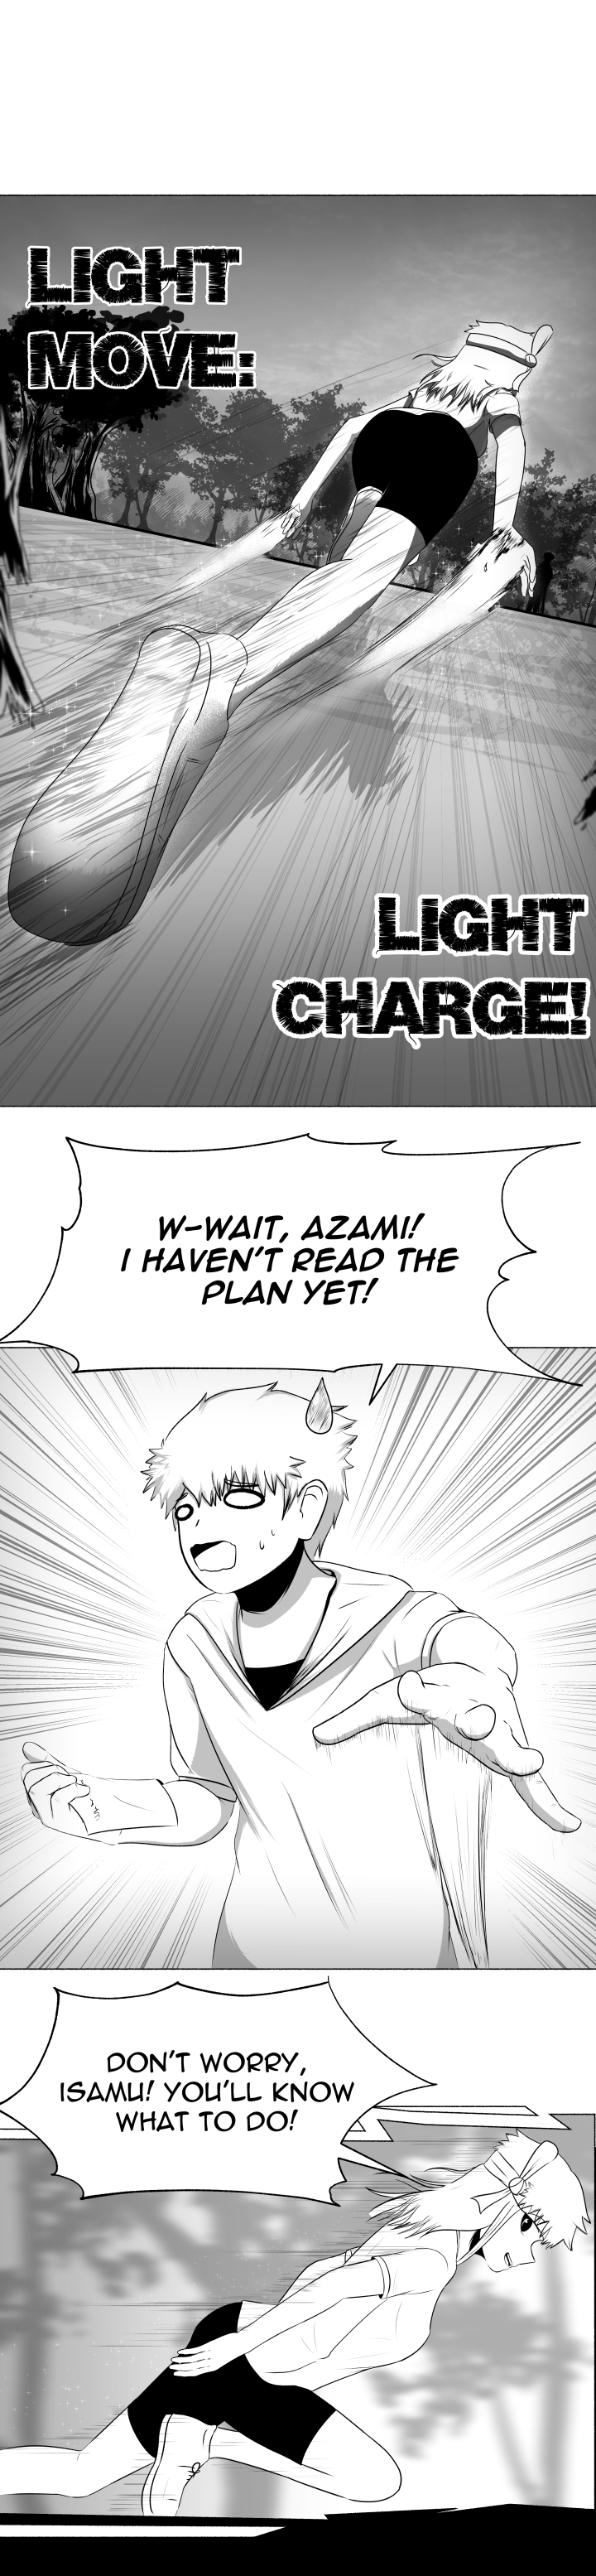 LIGHT
MOVE:
LIGHT
CHARGE!
W-WAIT, AZAMI!
I HAVEN'T READ THE
PLAN YET!
DON'T WORRY,
ISAMU! YOU'LL KNOW
WHAT TO DO!